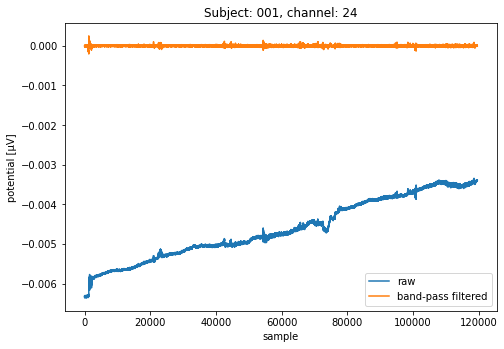 Subject: 001, channel: 24
0.000
−0.001
−0.002
−0.003
−0.004
−0.005
−0.006
potential [μV]
0
20000
40000
60000
80000
100000
120000
sample
raw
band-pass filtered